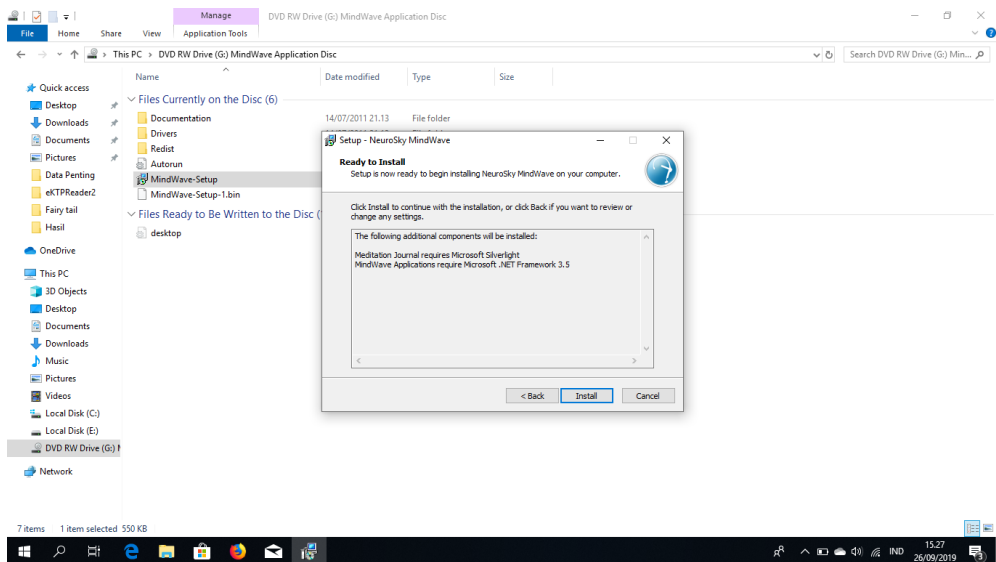 Manage
DVD RW Drive (G:) MindWave Application Disc
File Home Share View Application Tools
This PC > DVD RW Drive (G:) MindWave Application Disc
Search DVD RW Drive (G:) Min...
Name Date modified Type Size
Quick access
Desktop
Downloads
Documents
Pictures
Data Penting
eKTPReader2
Fairy tail
Hasil
OneDrive
This PC
3D Objects
Desktop
Documents
Downloads
Music
Pictures
Videos
Local Disk (C:)
Local Disk (E:)
DVD RW Drive (G:)
Network
Files Currently on the Disc (6)
Documentation 14/07/2011 21.13 File folder
Drivers
Redist
Autorun
MindWave-Setup
MindWave-Setup-1.bin
Files Ready to Be Written to the Disc (
desktop
Setup - NeuroSky MindWave
Ready to Install
Setup is now ready to begin installing NeuroSky MindWave on your computer.
Click Install to continue with the installation, or click Back if you want to review or
change any settings.
The following additional components will be installed:
Meditation Journal requires Microsoft Silverlight
MindWave Applications require Microsoft .NET Framework 3.5
< Back Install Cancel
7 items 1 item selected 550 KB
IND
15.27
26/09/2019
3